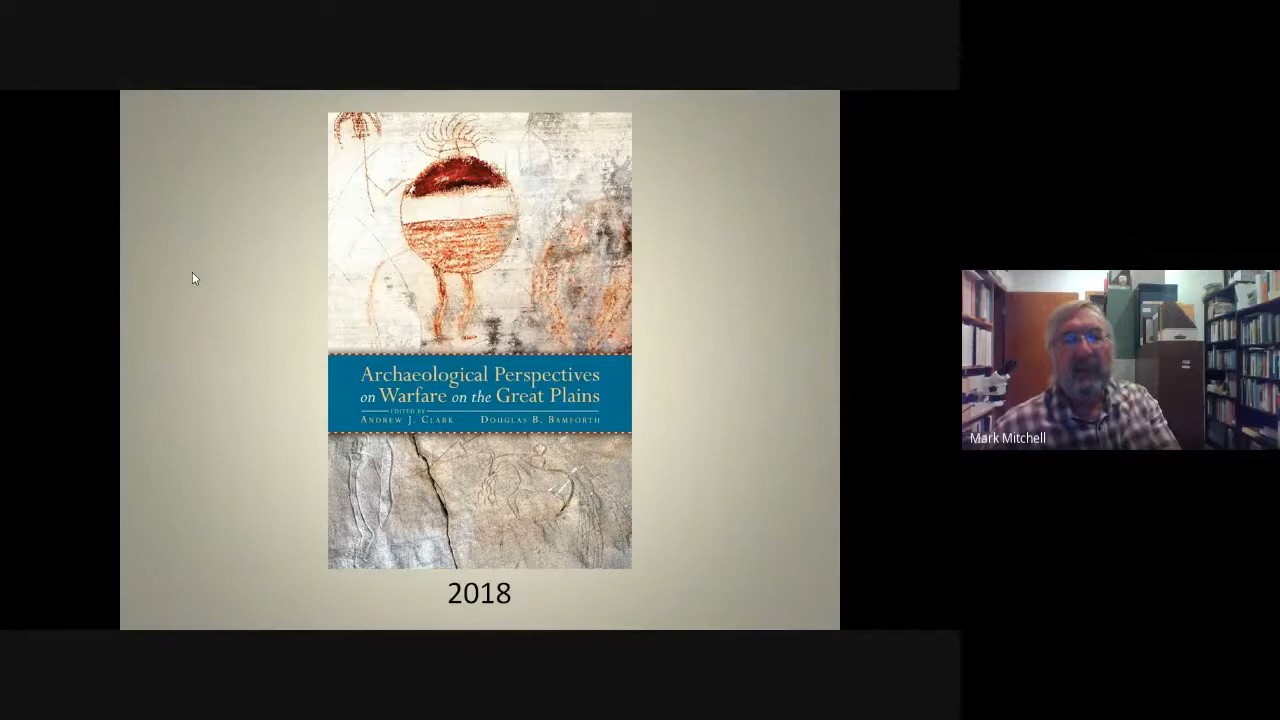 Archaeological Perspectives
on Warfare on the Great Plains
EDITED BY
ANDREW J. CLARK DOUGLAS B. BAMFORTH
2018
Mark Mitchell